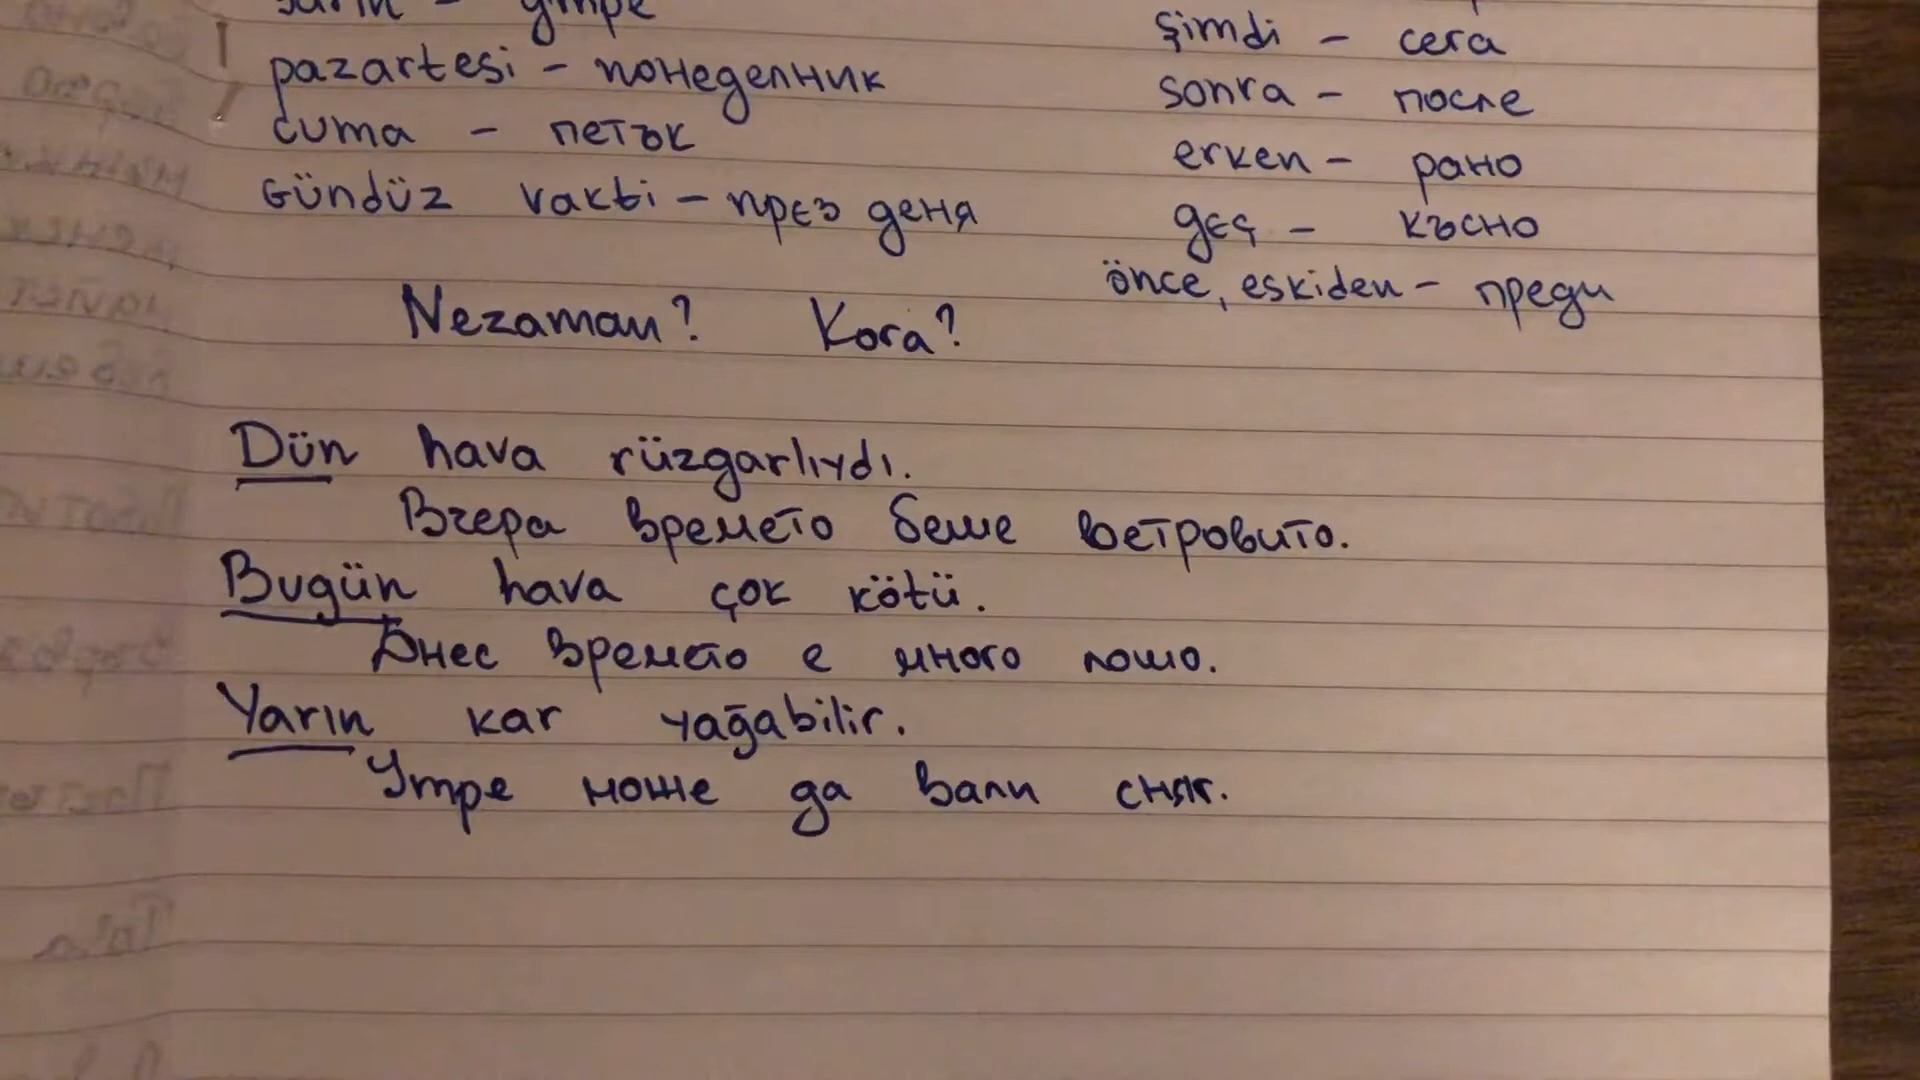 yarın - утре
pazartesi - понеделник
cuma - петък
Gündüz vakti - през деня
şimdi - сега
sonra - после
erken - рано
geç - късно
önce, eskiden - преди
Nezaman? Кога?
Dün hava rüzgarlıydı.
Вчера времето беше ветровито.
Bugün hava çok kötü.
Днес времето е много лошо.
Yarın kar yağabilir.
Утре може да вали сняг.